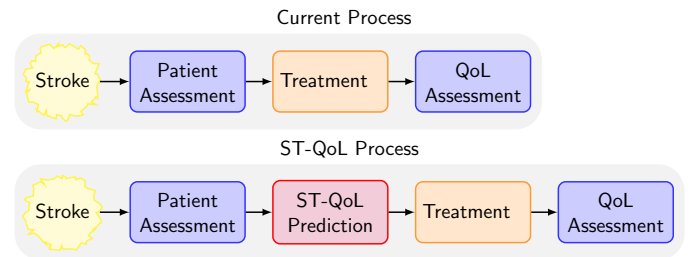 Current Process
Stroke
Patient
Assessment
Treatment
QoL
Assessment
ST-QoL Process
Stroke
Patient
Assessment
ST-QoL
Prediction
Treatment
QoL
Assessment